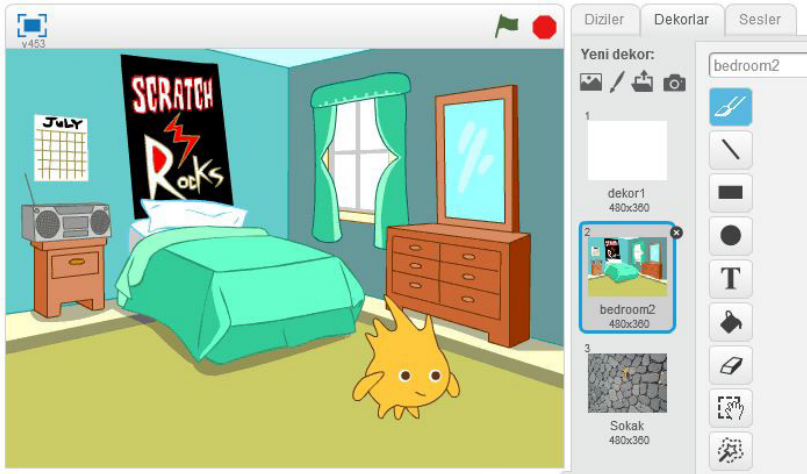 v453
Diziler
Dekorlar
Sesler
JULY
SCRATCH
Rocks
Yeni dekor:
bedroom2
1
dekor1
480x360
2
bedroom2
480x360
3
Sokak
480x360
T